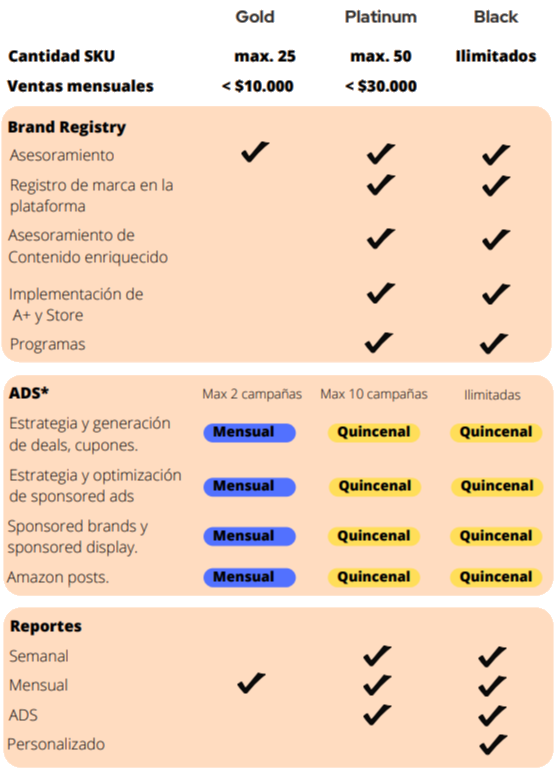 Gold Platinum Black
Cantidad SKU max. 25 max. 50 Ilimitados
Ventas mensuales < $10.000 < $30.000
Brand Registry
Asesoramiento
Registro de marca en la
plataforma
Asesoramiento de
Contenido enriquecido
Implementación de
A+ y Store
Programas
ADS* Max 2 campañas Max 10 campañas Ilimitadas
Estrategia y generación
de deals, cupones. Mensual Quincenal Quincenal
Estrategia y optimización
de sponsored ads Mensual Quincenal Quincenal
Sponsored brands y
sponsored display. Mensual Quincenal Quincenal
Amazon posts. Mensual Quincenal Quincenal
Reportes
Semanal
Mensual
ADS
Personalizado